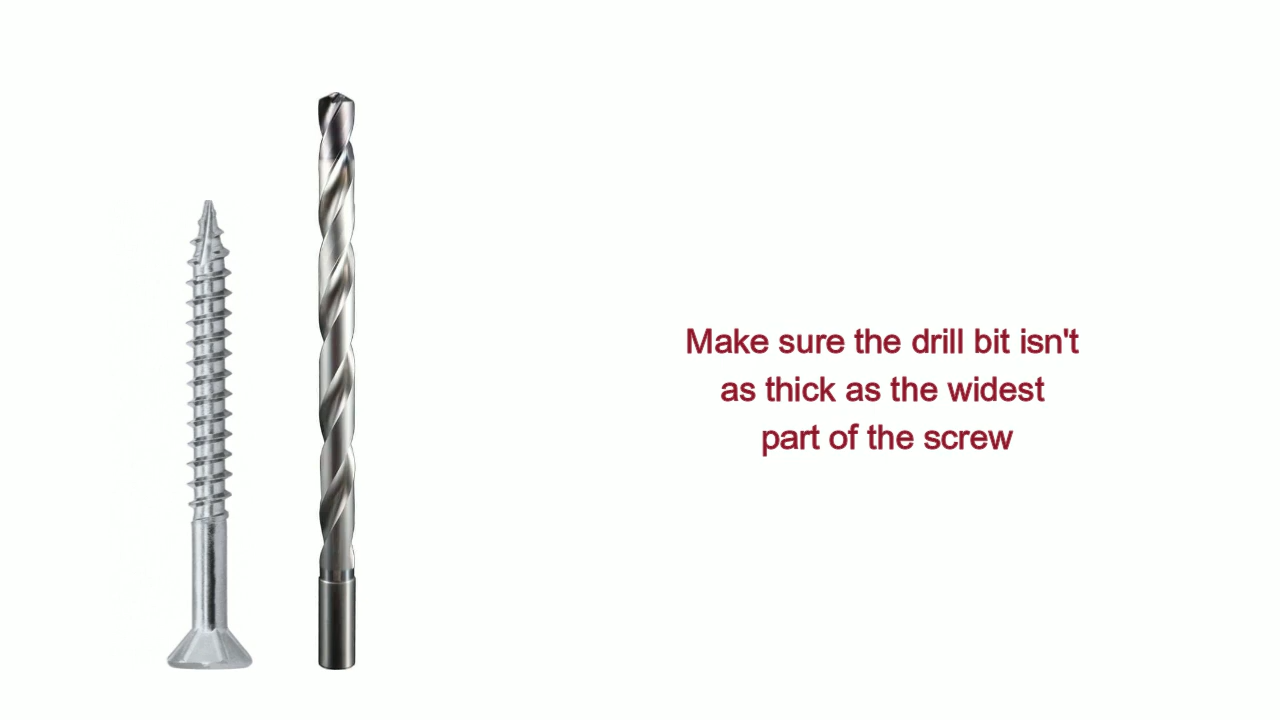 Make sure the drill bit isn't
as thick as the widest
part of the screw